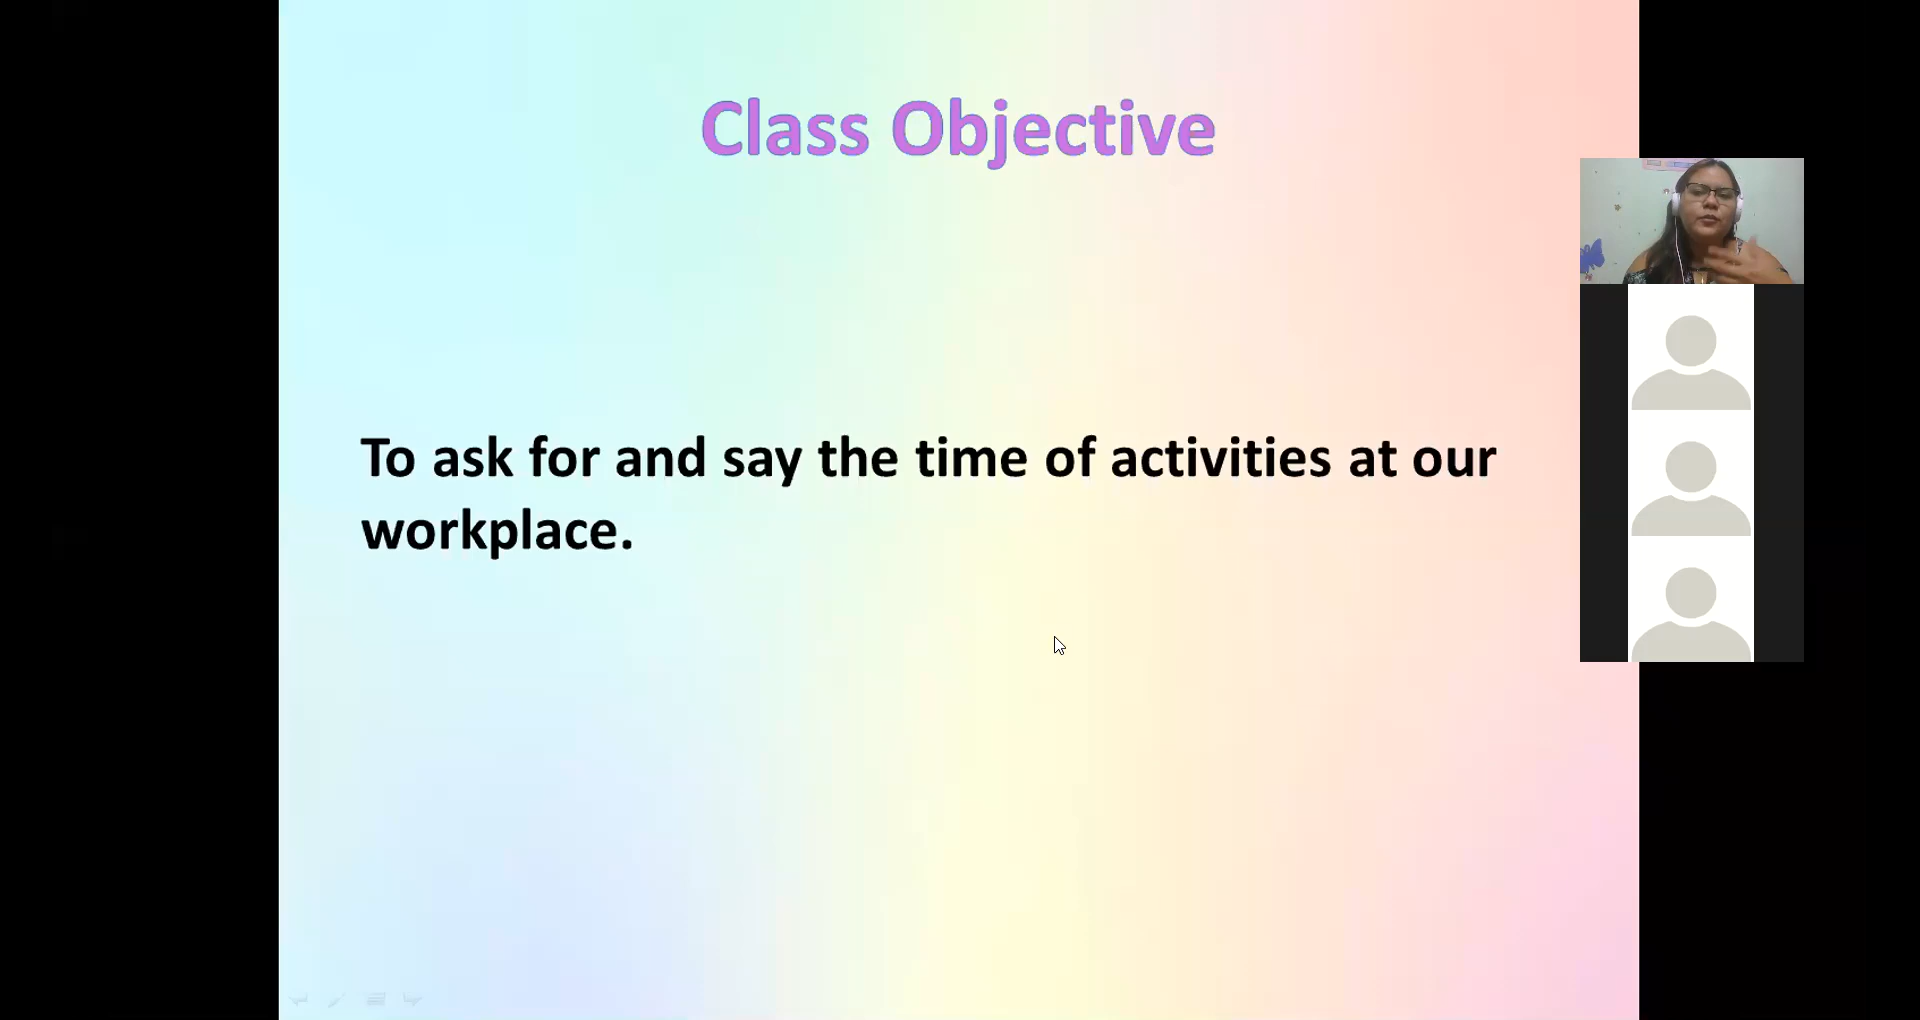 Class Objective
To ask for and say the time of activities at our
workplace.